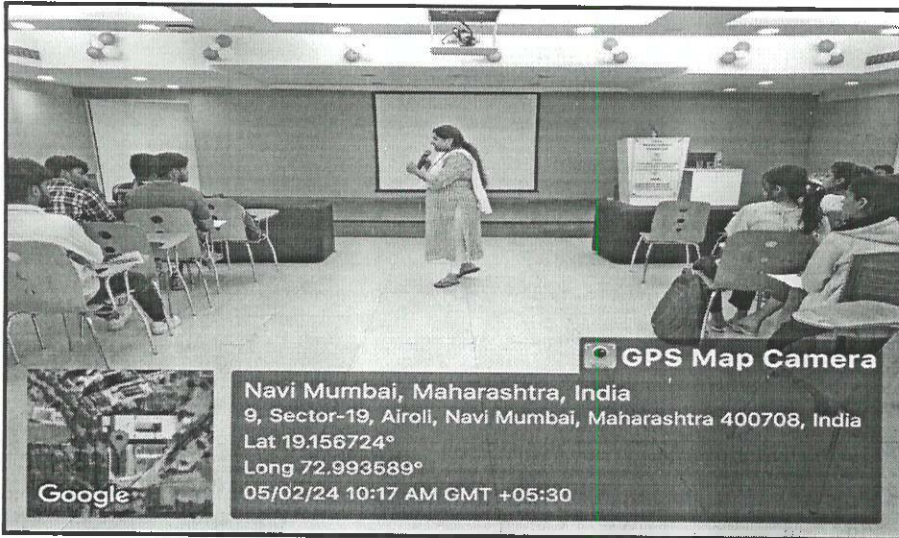 GPS Map Camera
Navi Mumbai, Maharashtra, India
9, Sector-19, Airoli, Navi Mumbai, Maharashtra 400708, India
Lat 19.156724°
Long 72.993589°
05/02/24 10:17 AM GMT +05:30
Google